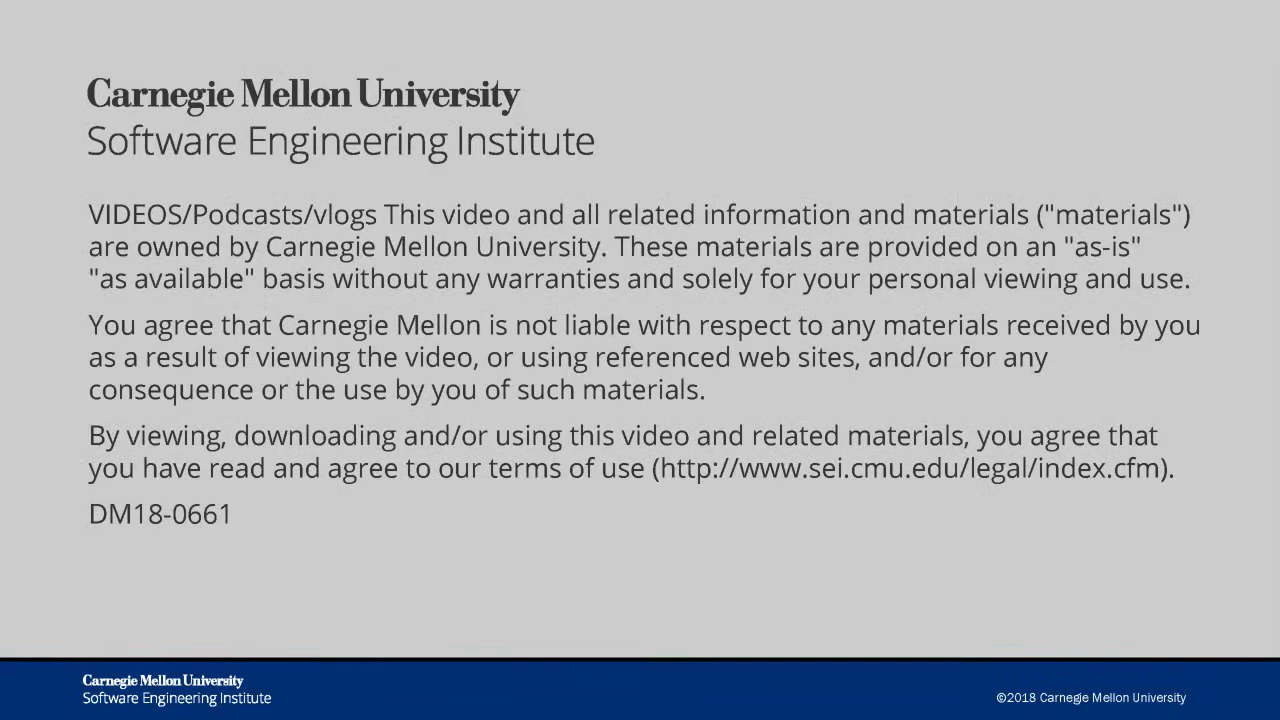 Carnegie Mellon University
Software Engineering Institute
VIDEOS/Podcasts/vlogs This video and all related information and materials ("materials")
are owned by Carnegie Mellon University. These materials are provided on an "as-is"
"as available" basis without any warranties and solely for your personal viewing and use.
You agree that Carnegie Mellon is not liable with respect to any materials received by you
as a result of viewing the video, or using referenced web sites, and/or for any
consequence or the use by you of such materials.
By viewing, downloading and/or using this video and related materials, you agree that
you have read and agree to our terms of use (http://www.sei.cmu.edu/legal/index.cfm).
DM18-0661
Carnegie Mellon University
Software Engineering Institute
©2018 Carnegie Mellon University